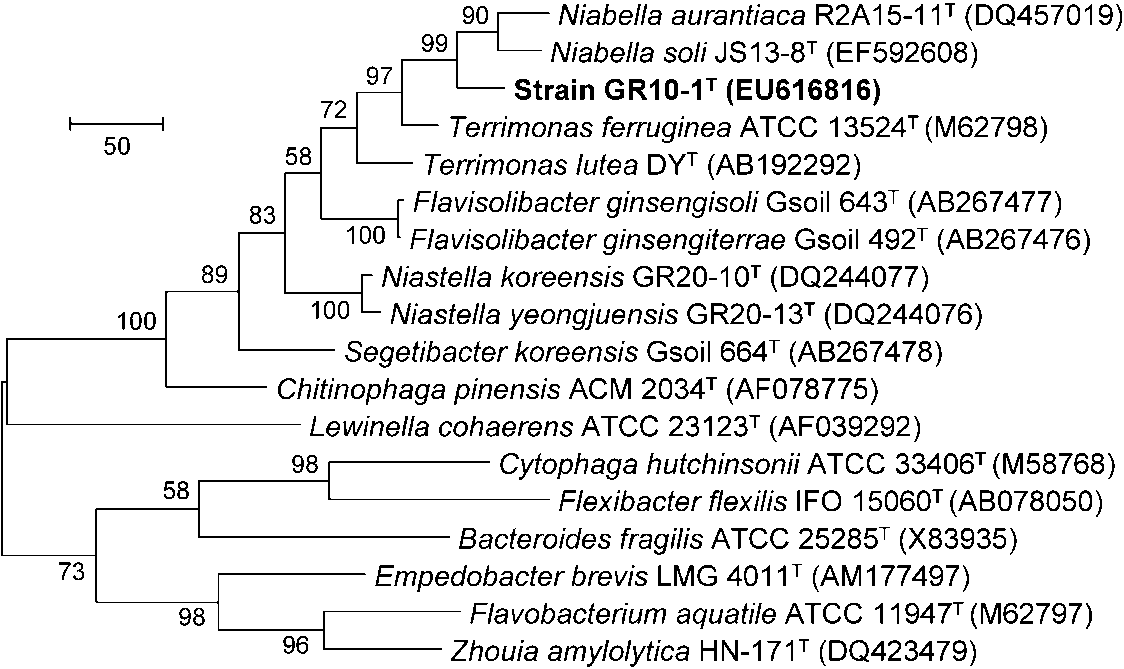 90
Niabella aurantiaca R2A15-11ᵀ (DQ457019)
99
Niabella soli JS13-8ᵀ (EF592608)
97
Strain GR10-1ᵀ (EU616816)
72
Terrimonas ferruginea ATCC 13524ᵀ (M62798)
50
58
Terrimonas lutea DYᵀ (AB192292)
83
Flavisolibacter ginsengisoli Gsoil 643ᵀ (AB267477)
100
Flavisolibacter ginsengiterrae Gsoil 492ᵀ (AB267476)
89
Niastella koreensis GR20-10ᵀ (DQ244077)
100
Niastella yeongjuensis GR20-13ᵀ (DQ244076)
100
Segetibacter koreensis Gsoil 664ᵀ (AB267478)
Chitinophaga pinensis ACM 2034ᵀ (AF078775)
Lewinella cohaerens ATCC 23123ᵀ (AF039292)
98
Cytophaga hutchinsonii ATCC 33406ᵀ (M58768)
58
Flexibacter flexilis IFO 15060ᵀ (AB078050)
Bacteroides fragilis ATCC 25285ᵀ (X83935)
73
Empedobacter brevis LMG 4011ᵀ (AM177497)
98
Flavobacterium aquatile ATCC 11947ᵀ (M62797)
96
Zhouia amylolytica HN-171ᵀ (DQ423479)